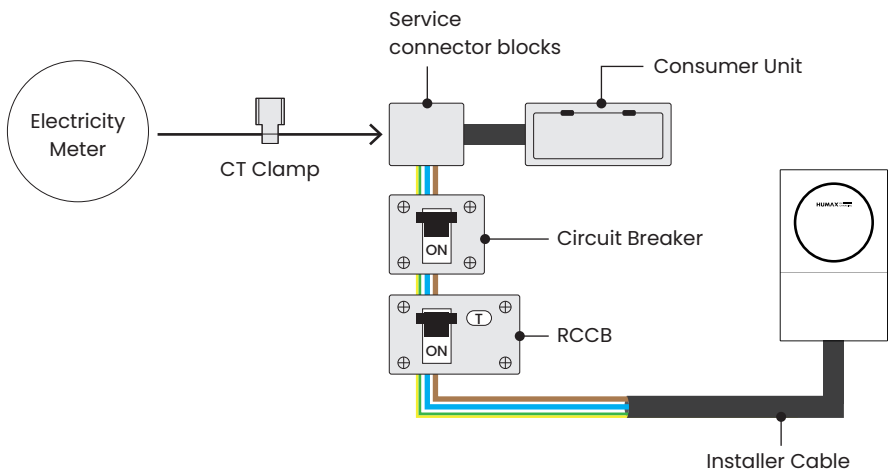 Service
connector blocks
Consumer Unit
Electricity
Meter
CT Clamp
HUMAX
ON
Circuit Breaker
T
ON
RCCB
Installer Cable